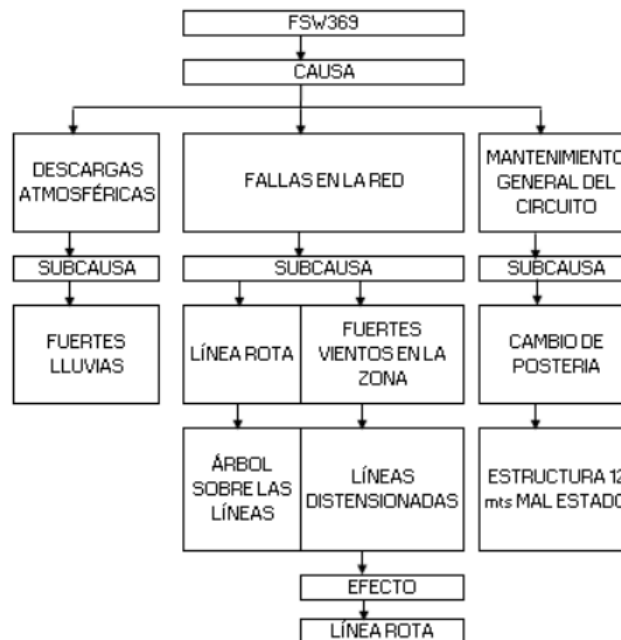 FSW369
CAUSA
DESCARGAS
ATMOSFÉRICAS
FALLAS EN LA RED
MANTENIMIENTO
GENERAL DEL
CIRCUITO
SUBCAUSA
SUBCAUSA
SUBCAUSA
FUERTES
LLUVIAS
LÍNEA ROTA
FUERTES
VIENTOS EN LA
ZONA
CAMBIO DE
POSTERIA
ÁRBOL
SOBRE LAS
LÍNEAS
LÍNEAS
DISTENSIONADAS
ESTRUCTURA 12
mts MAL ESTADO
EFECTO
LÍNEA ROTA